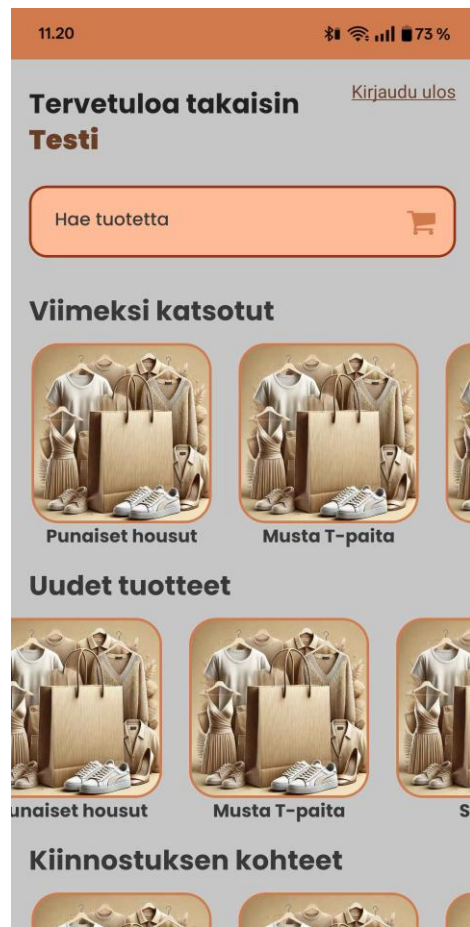 11.20 73 %
Tervetuloa takaisin Kirjaudu ulos
Testi
Hae tuotetta
Viimeksi katsotut
Punaiset housut Musta T-paita
Uudet tuotteet
unaiset housut Musta T-paita S
Kiinnostuksen kohteet